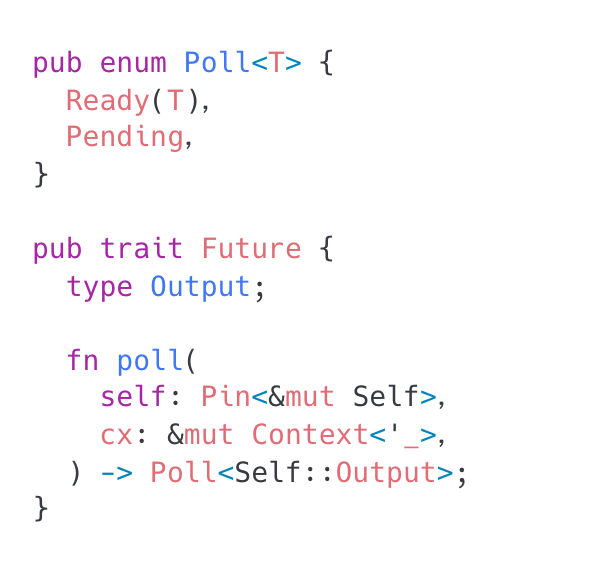 pub enum Poll<T> {
  Ready(T),
  Pending,
}

pub trait Future {
  type Output;

  fn poll(
    self: Pin<&mut Self>,
    cx: &mut Context<'_>,
  ) -> Poll<Self::Output>;
}